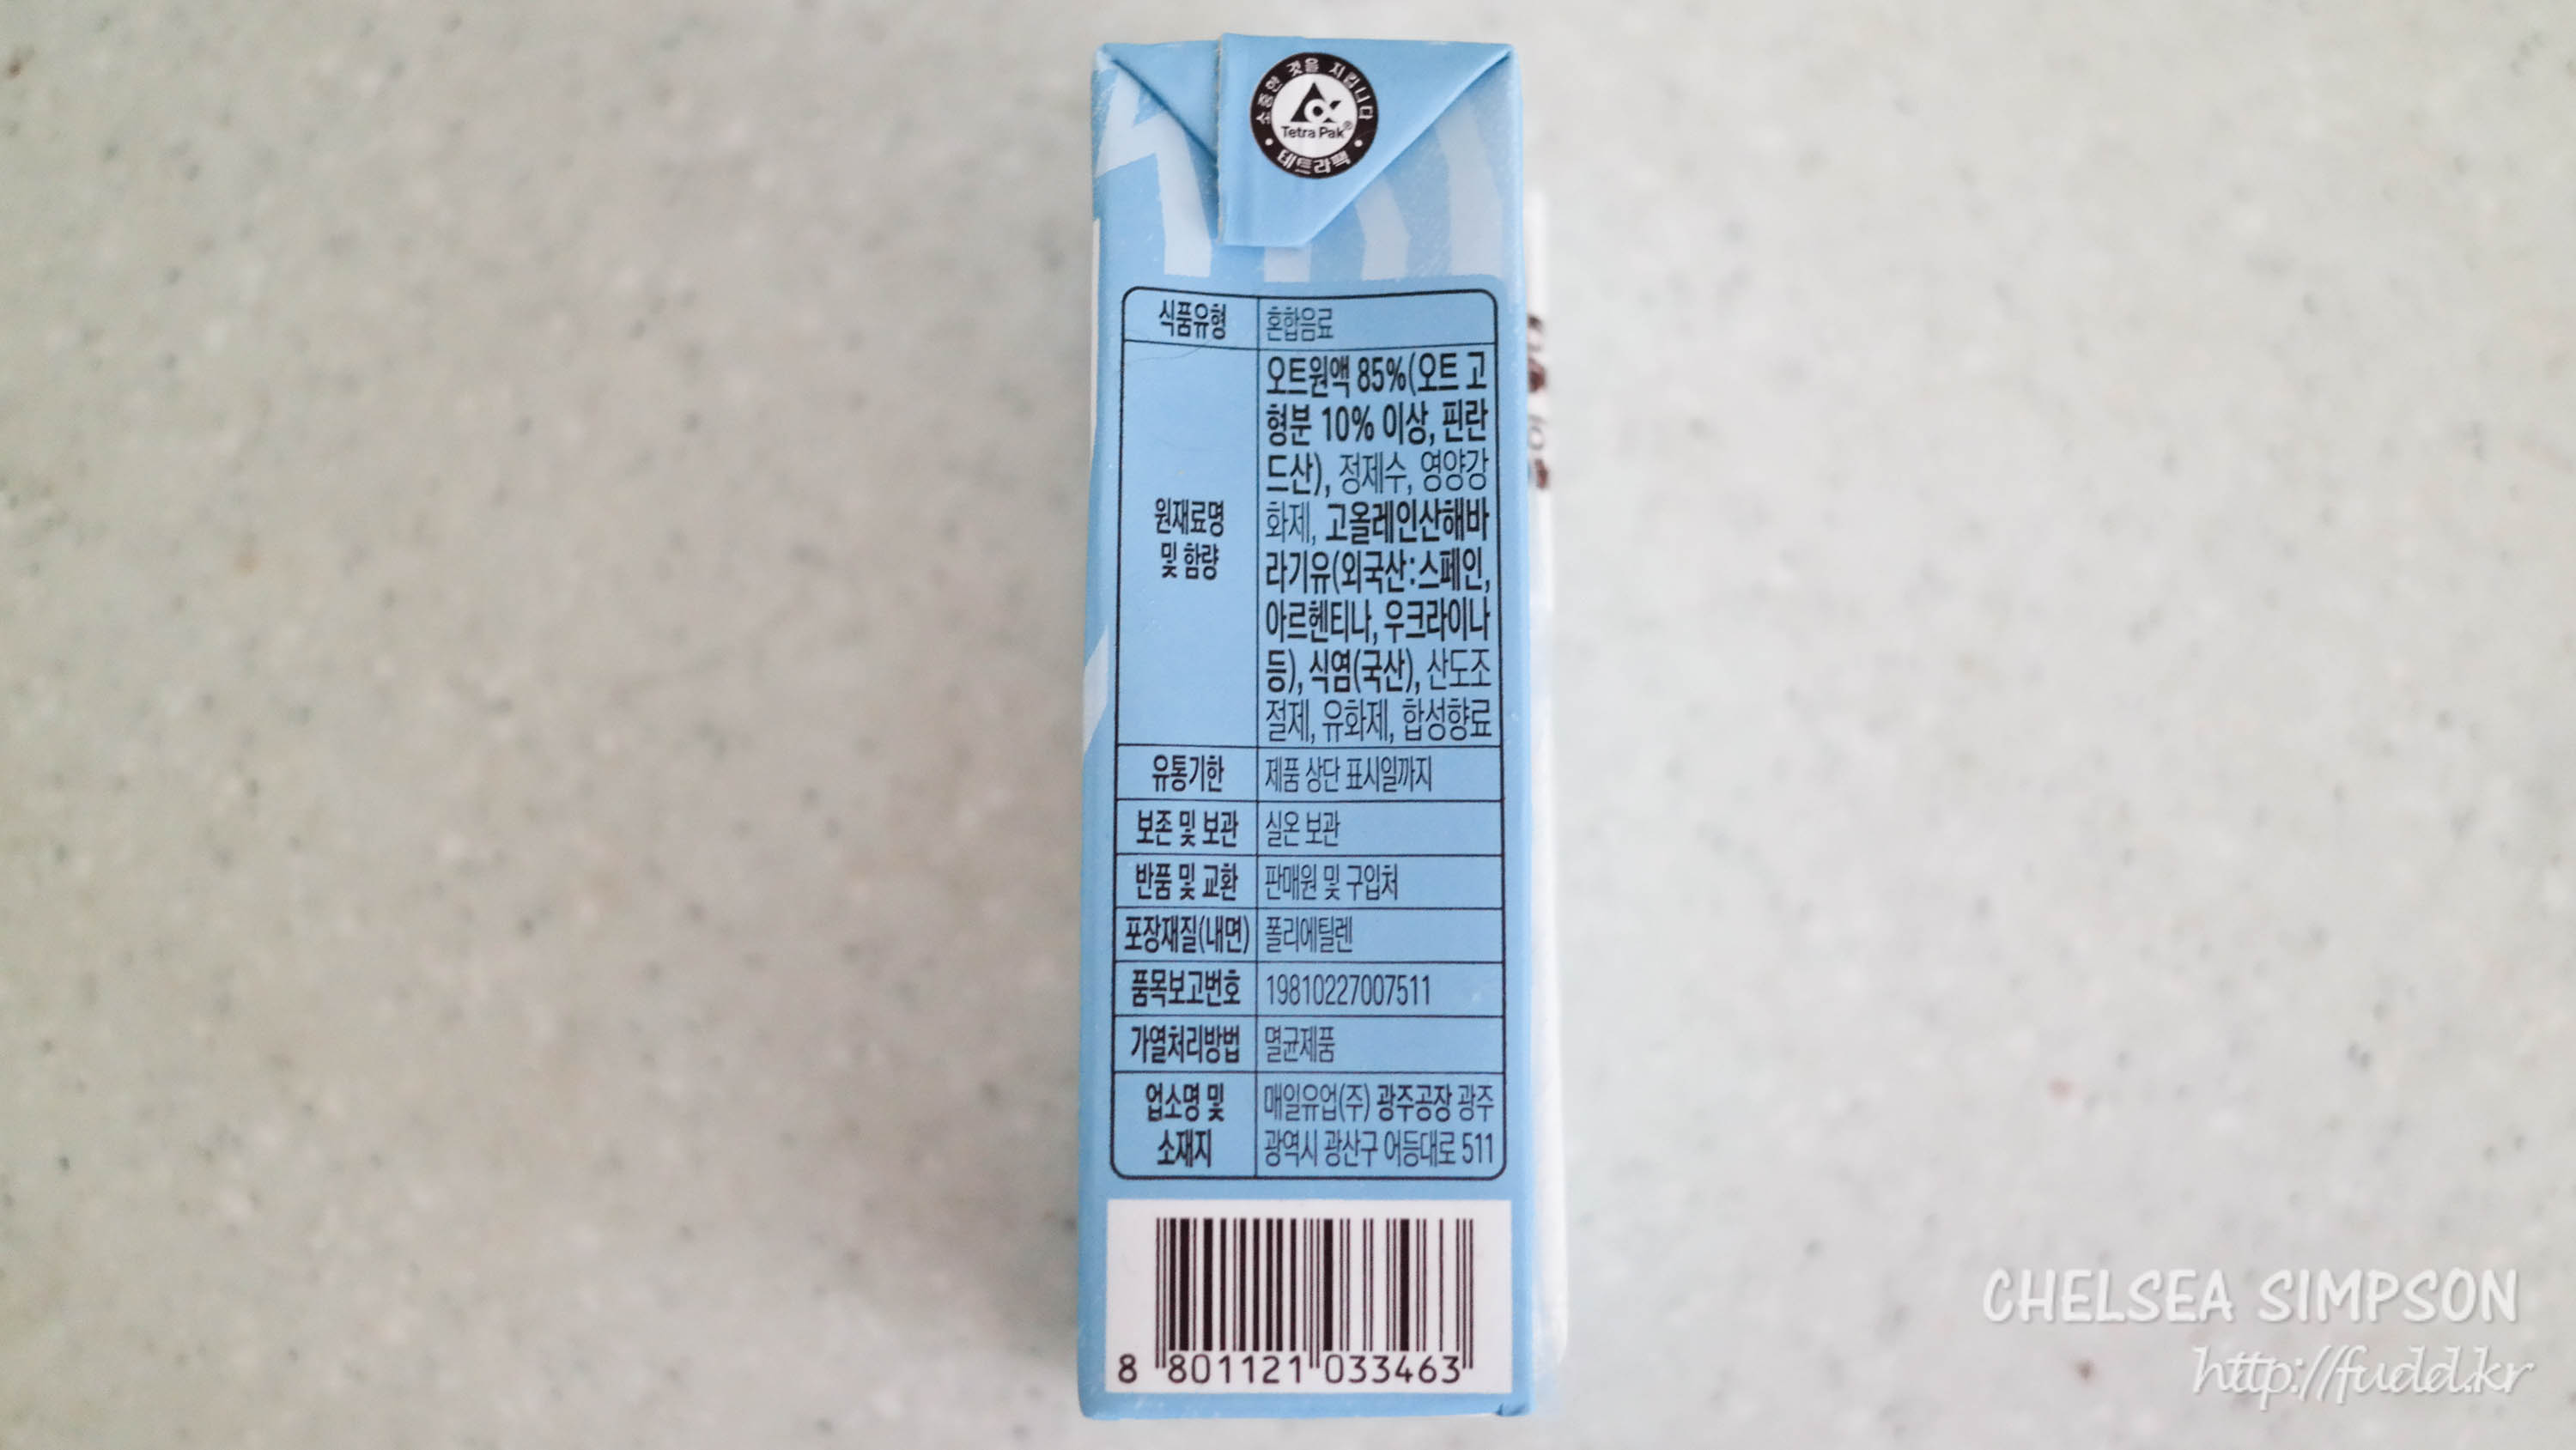 소중한 것을 지킵니다
Tetra Pak®
테트라팩
식품유형 혼합음료
원재료명
및 함량
오트원액 85%(오트 고
형분 10% 이상, 핀란
드산), 정제수, 영양강
화제, 고올레인산해바
라기유(외국산:스페인,
아르헨티나, 우크라이나
등), 식염(국산), 산도조
절제, 유화제, 합성향료
유통기한 제품 상단 표시일까지
보존 및 보관 실온 보관
반품 및 교환 판매원 및 구입처
포장재질(내면) 폴리에틸렌
품목보고번호 19810227007511
가열처리방법 멸균제품
업소명 및
소재지
매일유업(주) 광주공장 광주
광역시 광산구 어등대로 511
8 801121 033463
CHELSEA SIMPSON
http://fudd.kr